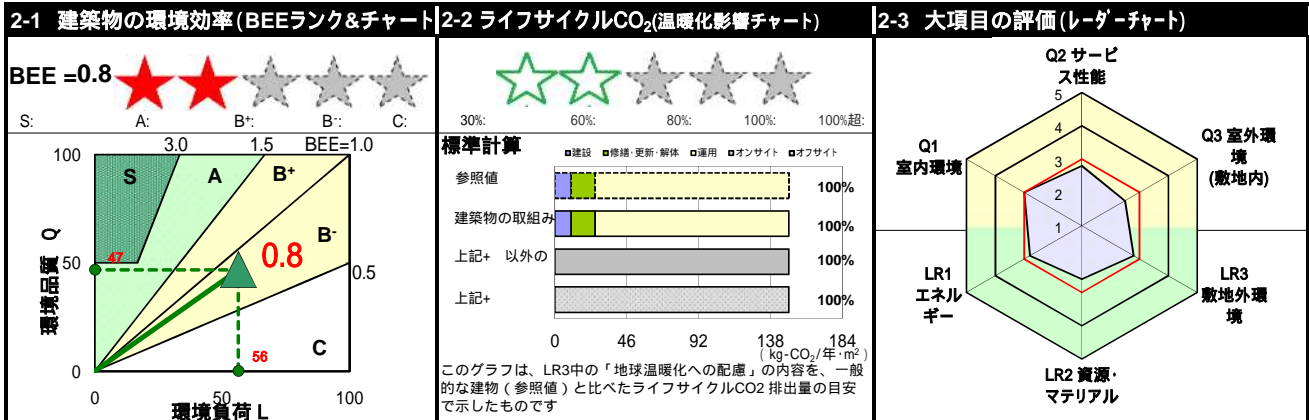 2-1 建築物の環境効率(BEEランク&チャート
BEE =0.8
S: A: B+: B-: C:
3.0 1.5 BEE=1.0
100
S
A
B+
B-
0.8
47
50
0.5
環境品質 Q
56
C
0
0 50 100
環境負荷 L
2-2 ライフサイクルCO2(温暖化影響チャート)
30%: 60%: 80%: 100%: 100%超:
標準計算
建設 修繕・更新・解体 運用 オンサイト オフサイト
参照値 100%
建築物の取組み 100%
上記+ 以外の 100%
上記+ 100%
0 46 92 138 184
( kg-CO2/年・m2 )
このグラフは、LR3中の「地球温暖化への配慮」の内容を、一般
的な建物(参照値)と比べたライフサイクルCO2 排出量の目安
で示したものです
2-3 大項目の評価(レーダーチャート)
Q2 サービ
ス性能
5
4
3
2
1
Q1
室内環境
Q3 室外環
境
(敷地内)
LR1
エネル
ギー
LR3
敷地外環
境
LR2 資源・
マテリアル